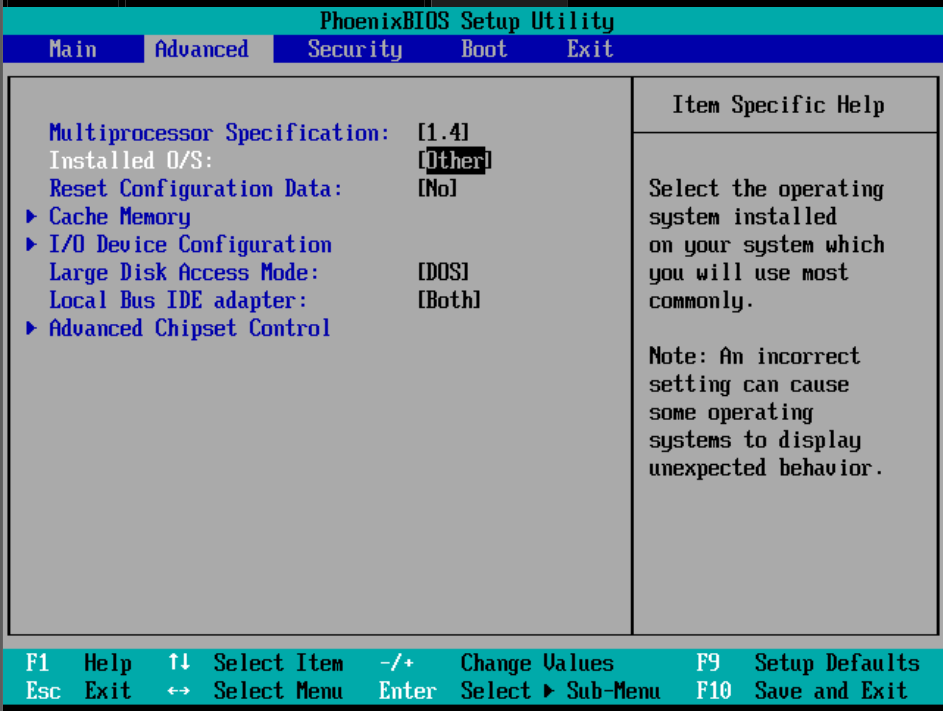 PhoenixBIOS Setup Utility
Main Advanced Security Boot Exit
Multiprocessor Specification: [1.4]
Installed O/S: [Other]
Reset Configuration Data: [No]
▶ Cache Memory
▶ I/O Device Configuration
Large Disk Access Mode: [DOS]
Local Bus IDE adapter: [Both]
▶ Advanced Chipset Control
Item Specific Help
Select the operating
system installed
on your system which
you will use most
commonly.
Note: An incorrect
setting can cause
some operating
systems to display
unexpected behavior.
F1 Help ↑↓ Select Item -/+ Change Values F9 Setup Defaults
Esc Exit ↔ Select Menu Enter Select ▶ Sub-Menu F10 Save and Exit